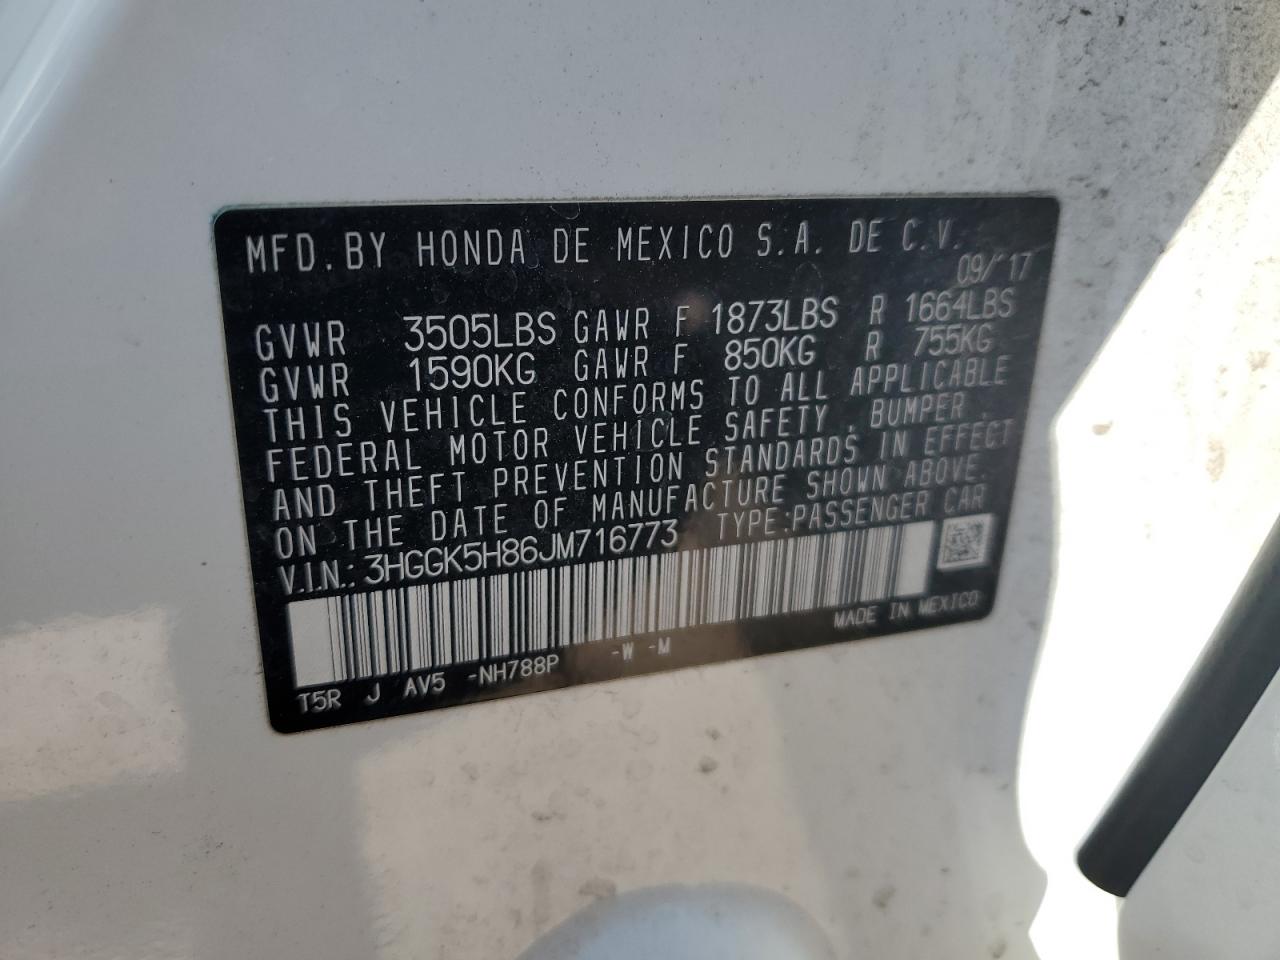 MFD. BY HONDA DE MEXICO S.A. DE C.V.
09/'17
GVWR 3505LBS GAWR F 1873LBS R 1664LBS
GVWR 1590KG GAWR F 850KG R 755KG
THIS VEHICLE CONFORMS TO ALL APPLICABLE
FEDERAL MOTOR VEHICLE SAFETY, BUMPER,
AND THEFT PREVENTION STANDARDS IN EFFECT
ON THE DATE OF MANUFACTURE SHOWN ABOVE.
V.I.N.: 3HGGK5H86JM716773 TYPE:PASSENGER CAR
MADE IN MEXICO
T5R J AV5 -NH788P -W -M